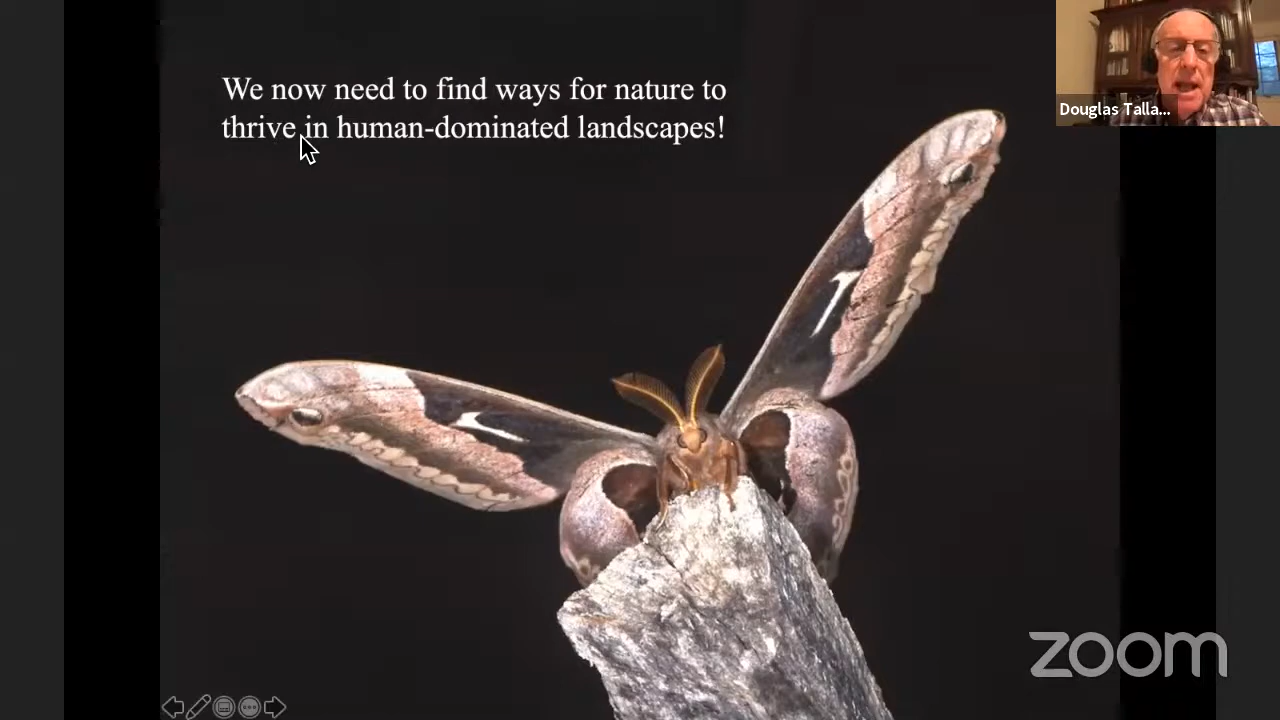 We now need to find ways for nature to
thrive in human-dominated landscapes!
Douglas Talla...
zoom